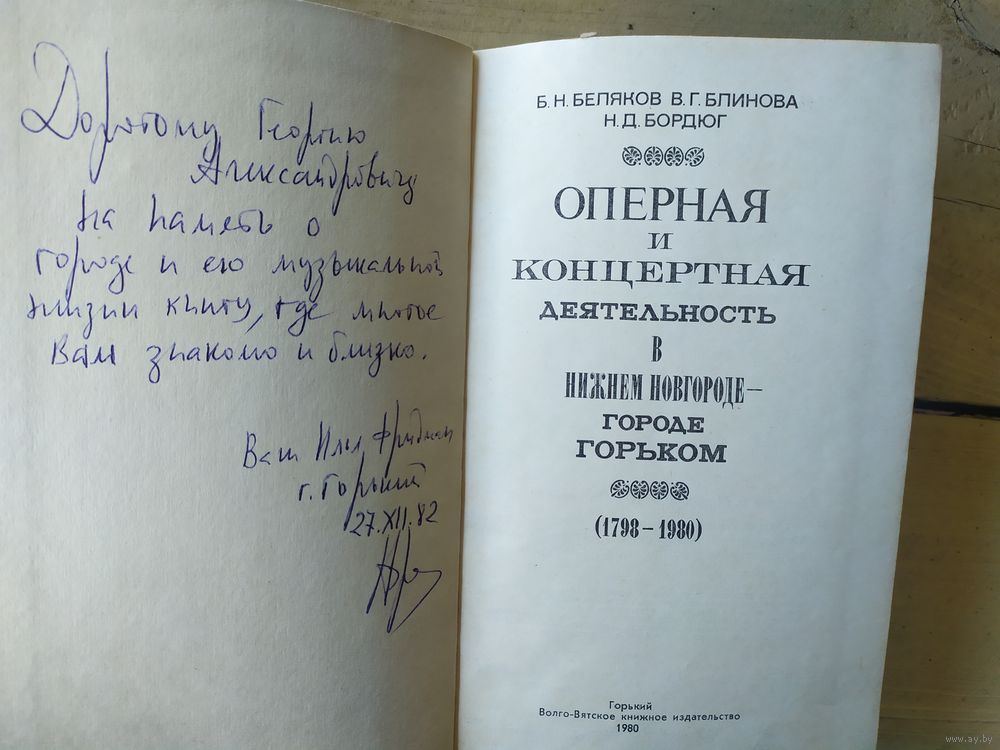 Дорогому Георгию
Александровичу
на память о
городе и его музыкальной
жизни книгу, где многое
Вам знакомо и близко.
Ваш Илья Фридман
г. Горький
27.XII.82
Б. Н. БЕЛЯКОВ В. Г. БЛИНОВА
Н. Д. БОРДЮГ
ОПЕРНАЯ
И
КОНЦЕРТНАЯ
ДЕЯТЕЛЬНОСТЬ
В
НИЖНЕМ НОВГОРОДЕ—
ГОРОДЕ
ГОРЬКОМ
(1798–1980)
Горький
Волго-Вятское книжное издательство
1980
www.ay.by